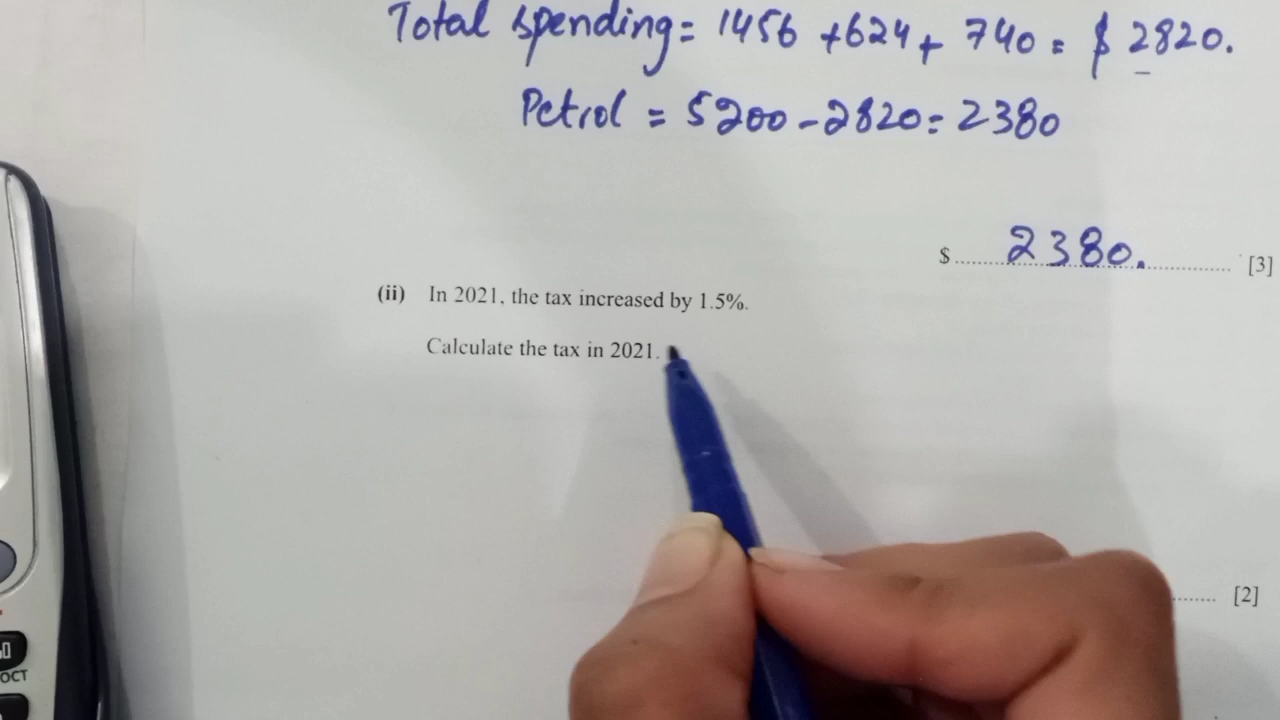 Total spending = 1456 +624+ 740 = $ 2820.
Petrol = 5200-2820=2380
$ 2380. [3]
(ii) In 2021, the tax increased by 1.5%.
Calculate the tax in 2021.
[2]
OCT